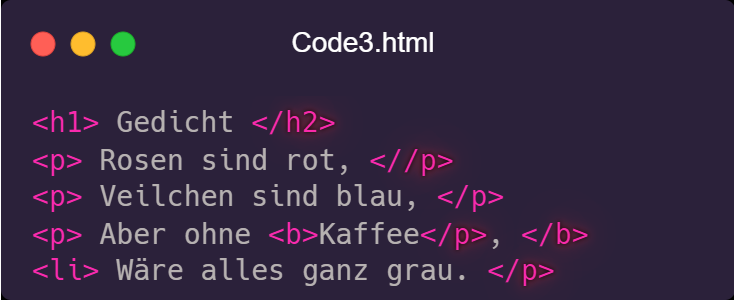 Code3.html
<h1> Gedicht </h2>
<p> Rosen sind rot, <//p>
<p> Veilchen sind blau, </p>
<p> Aber ohne <b>Kaffee</p>, </b>
<li> Wäre alles ganz grau. </p>